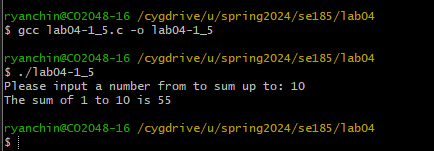 ryanchin@CO2048-16 /cygdrive/u/spring2024/se185/lab04
$ gcc lab04-1_5.c -o lab04-1_5
ryanchin@CO2048-16 /cygdrive/u/spring2024/se185/lab04
$ ./lab04-1_5
Please input a number from to sum up to: 10
The sum of 1 to 10 is 55
ryanchin@CO2048-16 /cygdrive/u/spring2024/se185/lab04
$